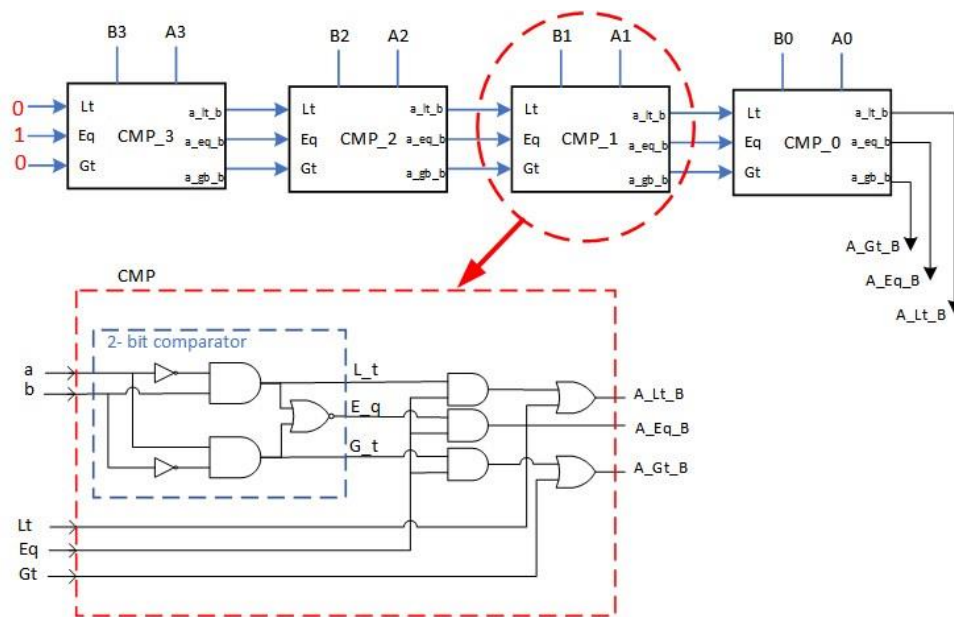 B3 A3 B2 A2 B1 A1 B0 A0
0 Lt a_lt_b Lt a_lt_b Lt a_lt_b Lt a_lt_b
1 Eq CMP_3 a_eq_b Eq CMP_2 a_eq_b Eq CMP_1 a_eq_b Eq CMP_0 a_eq_b
0 Gt a_gb_b Gt a_gb_b Gt a_gb_b Gt a_gb_b
A_Gt_B
A_Eq_B
A_Lt_B
CMP
2- bit comparator
a L_t
b E_q A_Lt_B
A_Eq_B
G_t A_Gt_B
Lt
Eq
Gt